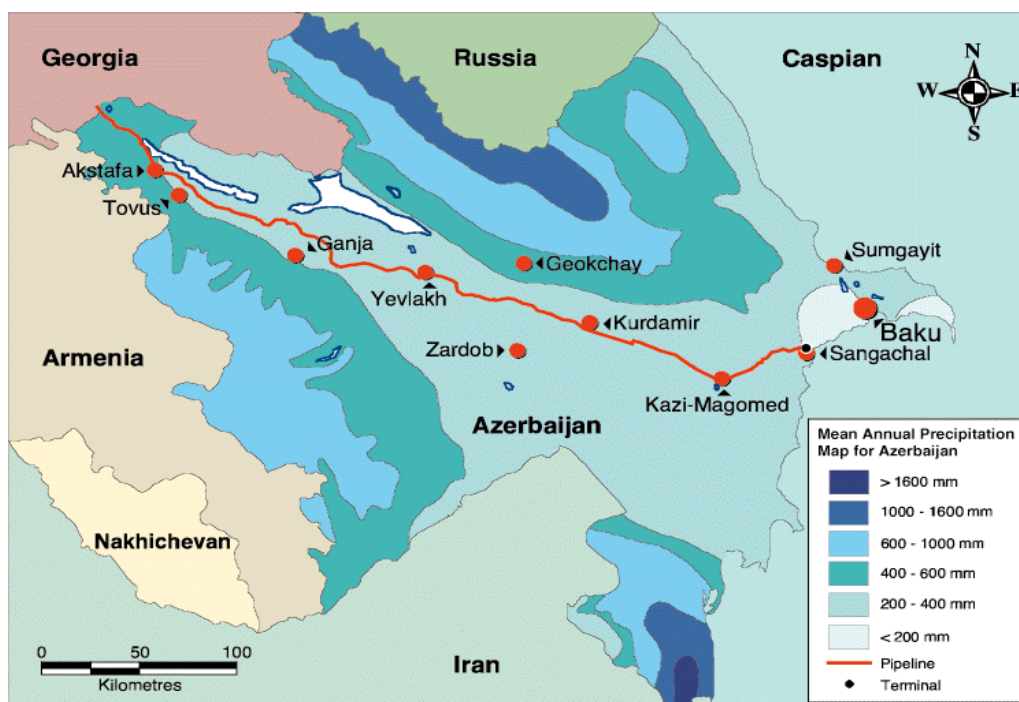 Georgia
Russia
Caspian
N
W
E
S
Akstafa
Tovus
Ganja
Yevlakh
Geokchay
Sumgayit
Baku
Kurdamir
Zardob
Sangachal
Kazi-Magomed
Armenia
Azerbaijan
Nakhichevan
Iran
0 50 100
Kilometres
Mean Annual Precipitation
Map for Azerbaijan
> 1600 mm
1000 - 1600 mm
600 - 1000 mm
400 - 600 mm
200 - 400 mm
< 200 mm
Pipeline
Terminal